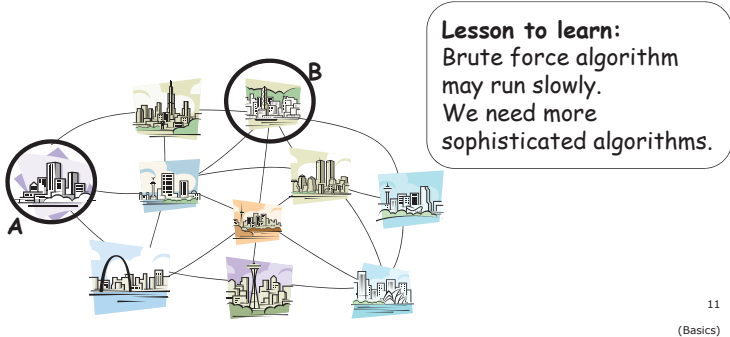 Lesson to learn:
Brute force algorithm
may run slowly.
We need more
sophisticated algorithms.
B
A
11
(Basics)